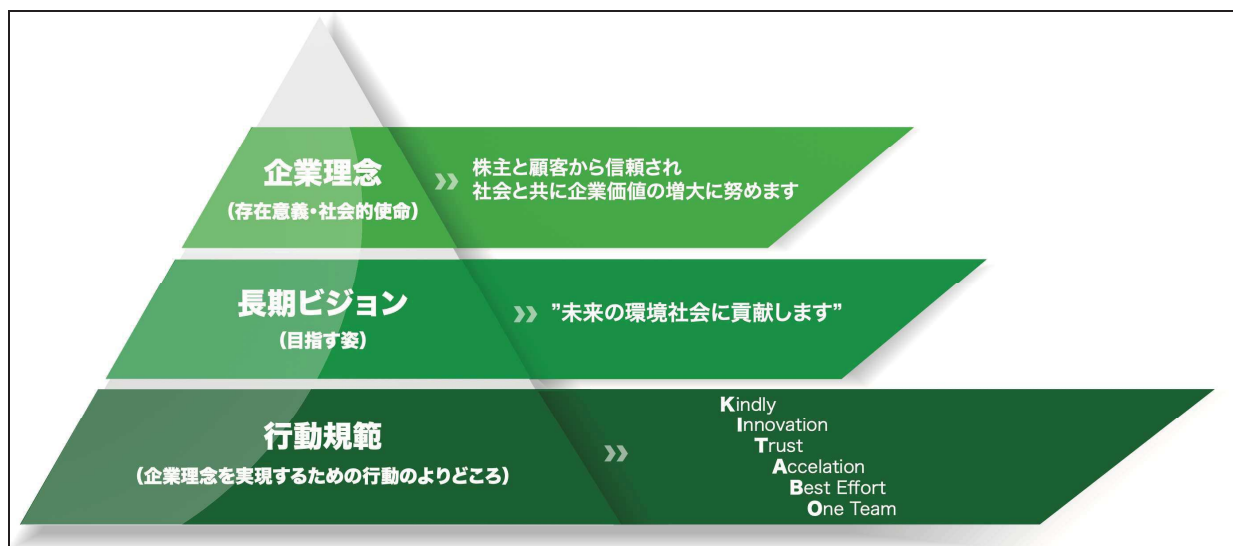 企業理念
（存在意義・社会的使命）
»
株主と顧客から信頼され
社会と共に企業価値の増大に努めます
長期ビジョン
（目指す姿）
»
”未来の環境社会に貢献します”
行動規範
（企業理念を実現するための行動のよりどころ）
»
Kindly
Innovation
Trust
Accelation
Best Effort
One Team